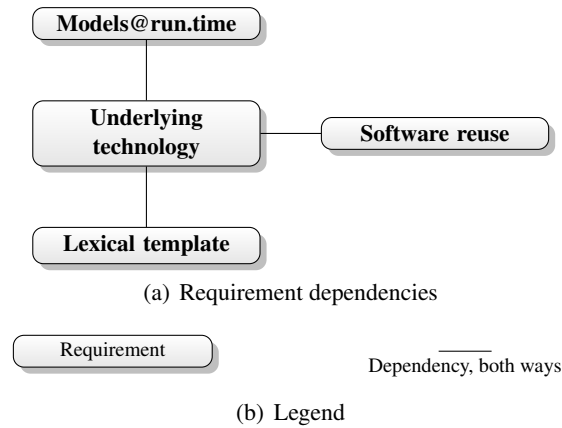 Models@run.time
Underlying
technology
Software reuse
Lexical template
(a) Requirement dependencies
Requirement
Dependency, both ways
(b) Legend